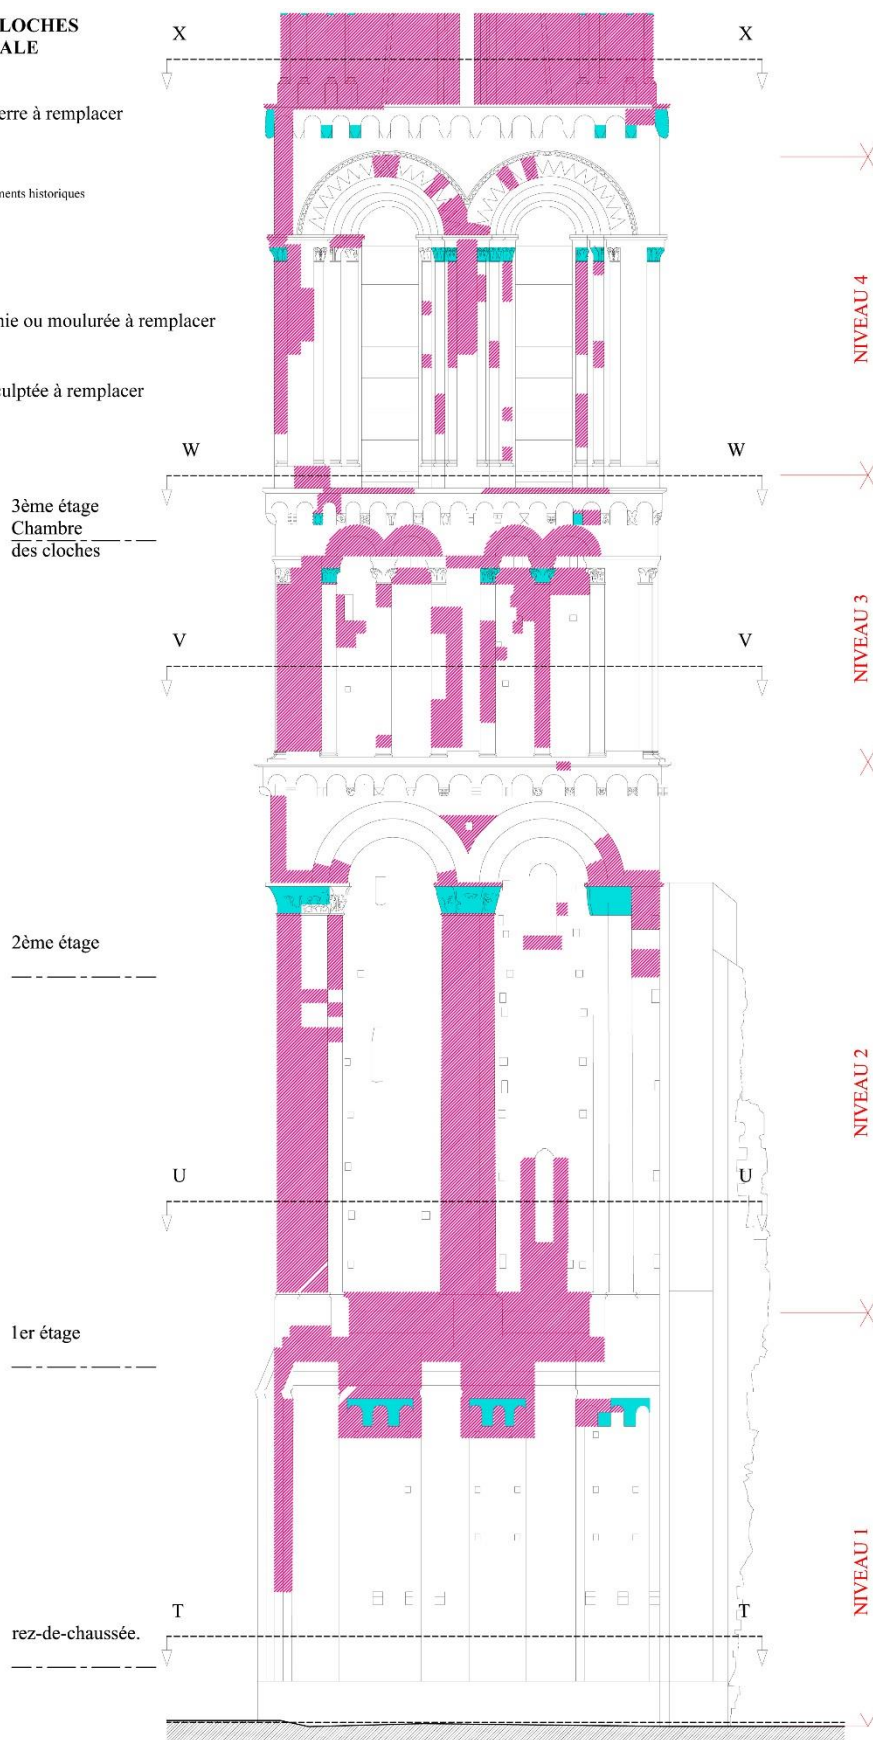 LOCHES
ALE
X X
erre à remplacer
nents historiques
NIVEAU 4
nie ou moulurée à remplacer
culptée à remplacer
W W
3ème étage
Chambre
des cloches
NIVEAU 3
V V
2ème étage
NIVEAU 2
U U
1er étage
NIVEAU 1
T T
rez-de-chaussée.